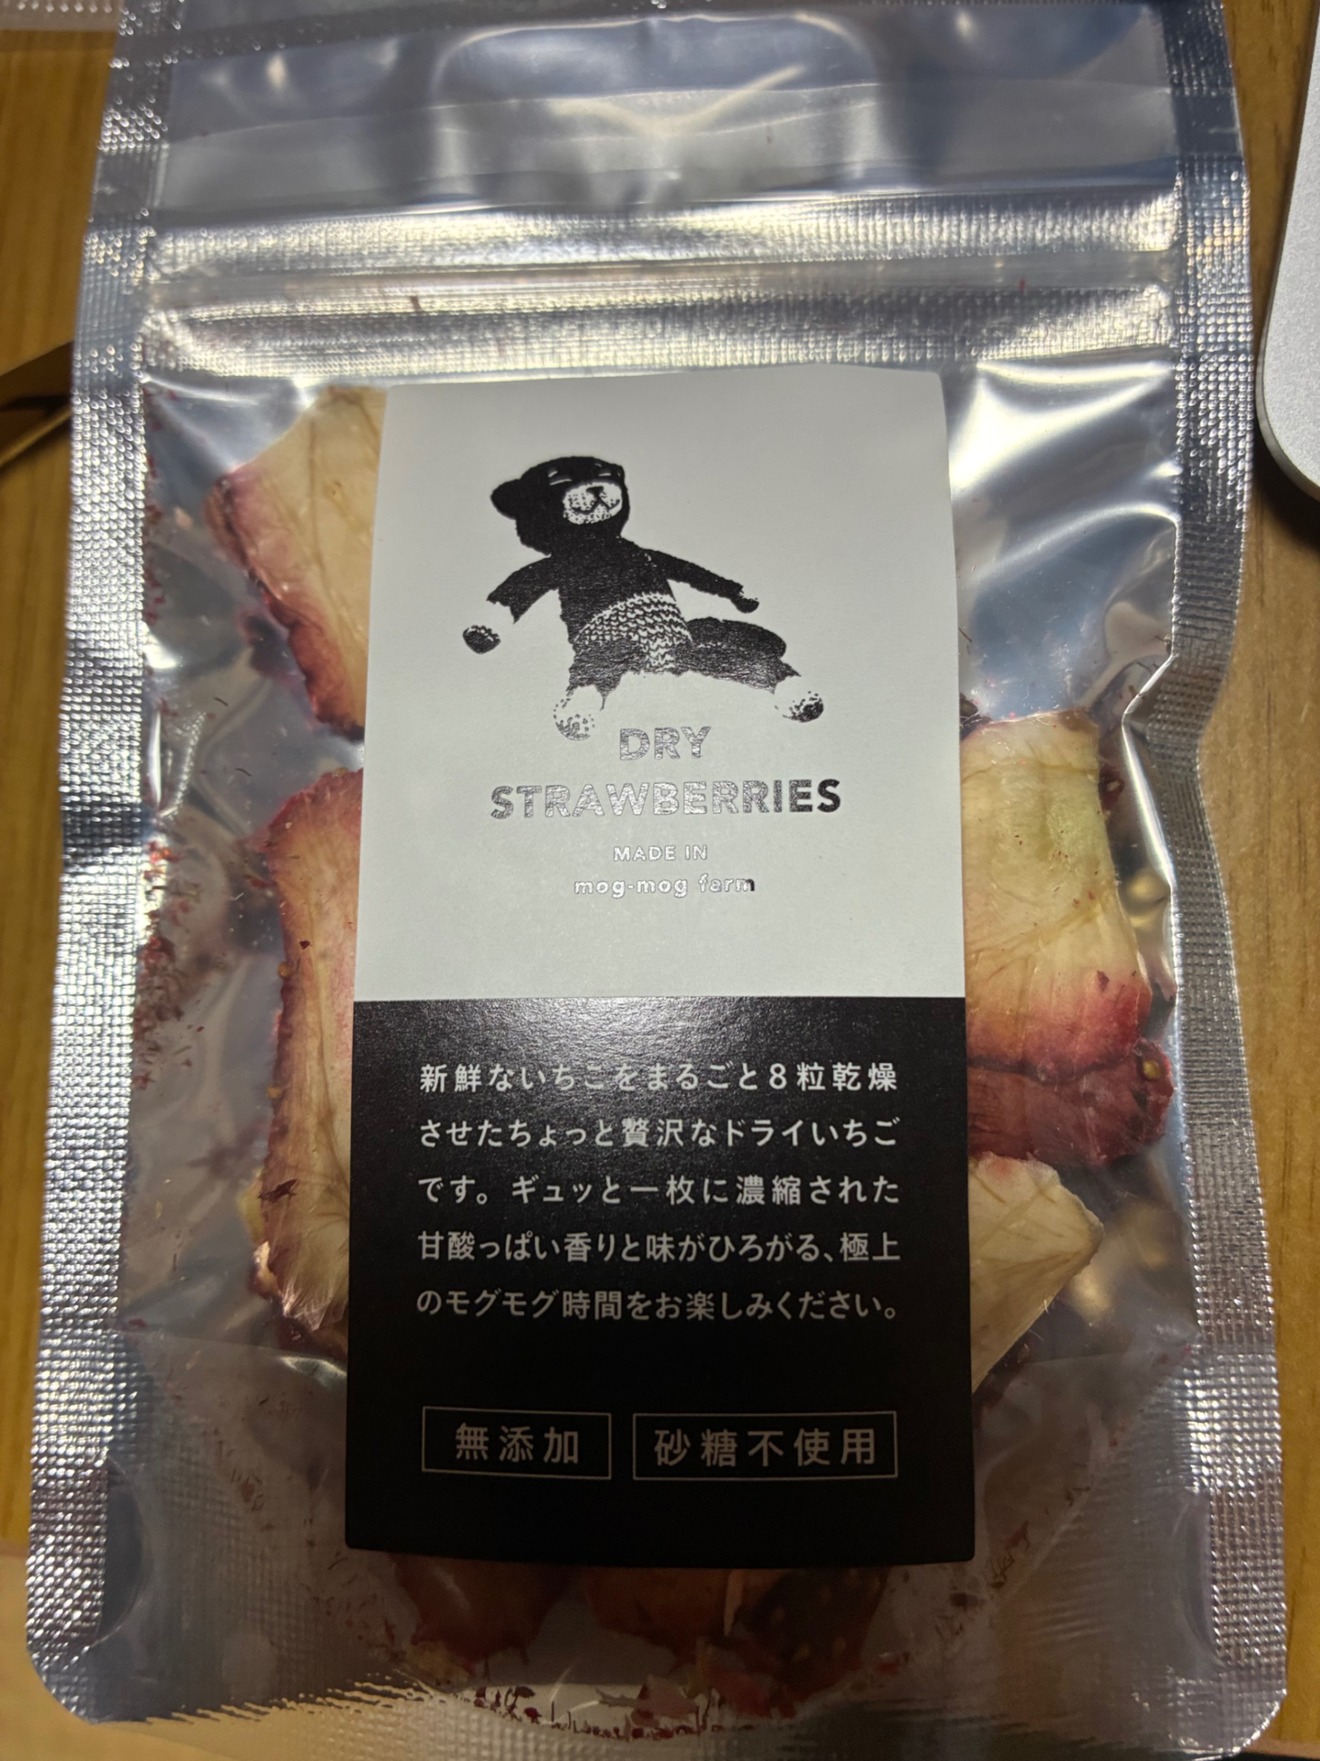 DRY
STRAWBERRIES
MADE IN
mog-mog farm
新鮮ないちごをまるごと8粒乾燥
させたちょっと贅沢なドライいちご
です。ギュッと一枚に濃縮された
甘酸っぱい香りと味がひろがる、極上
のモグモグ時間をお楽しみください。
無添加 砂糖不使用